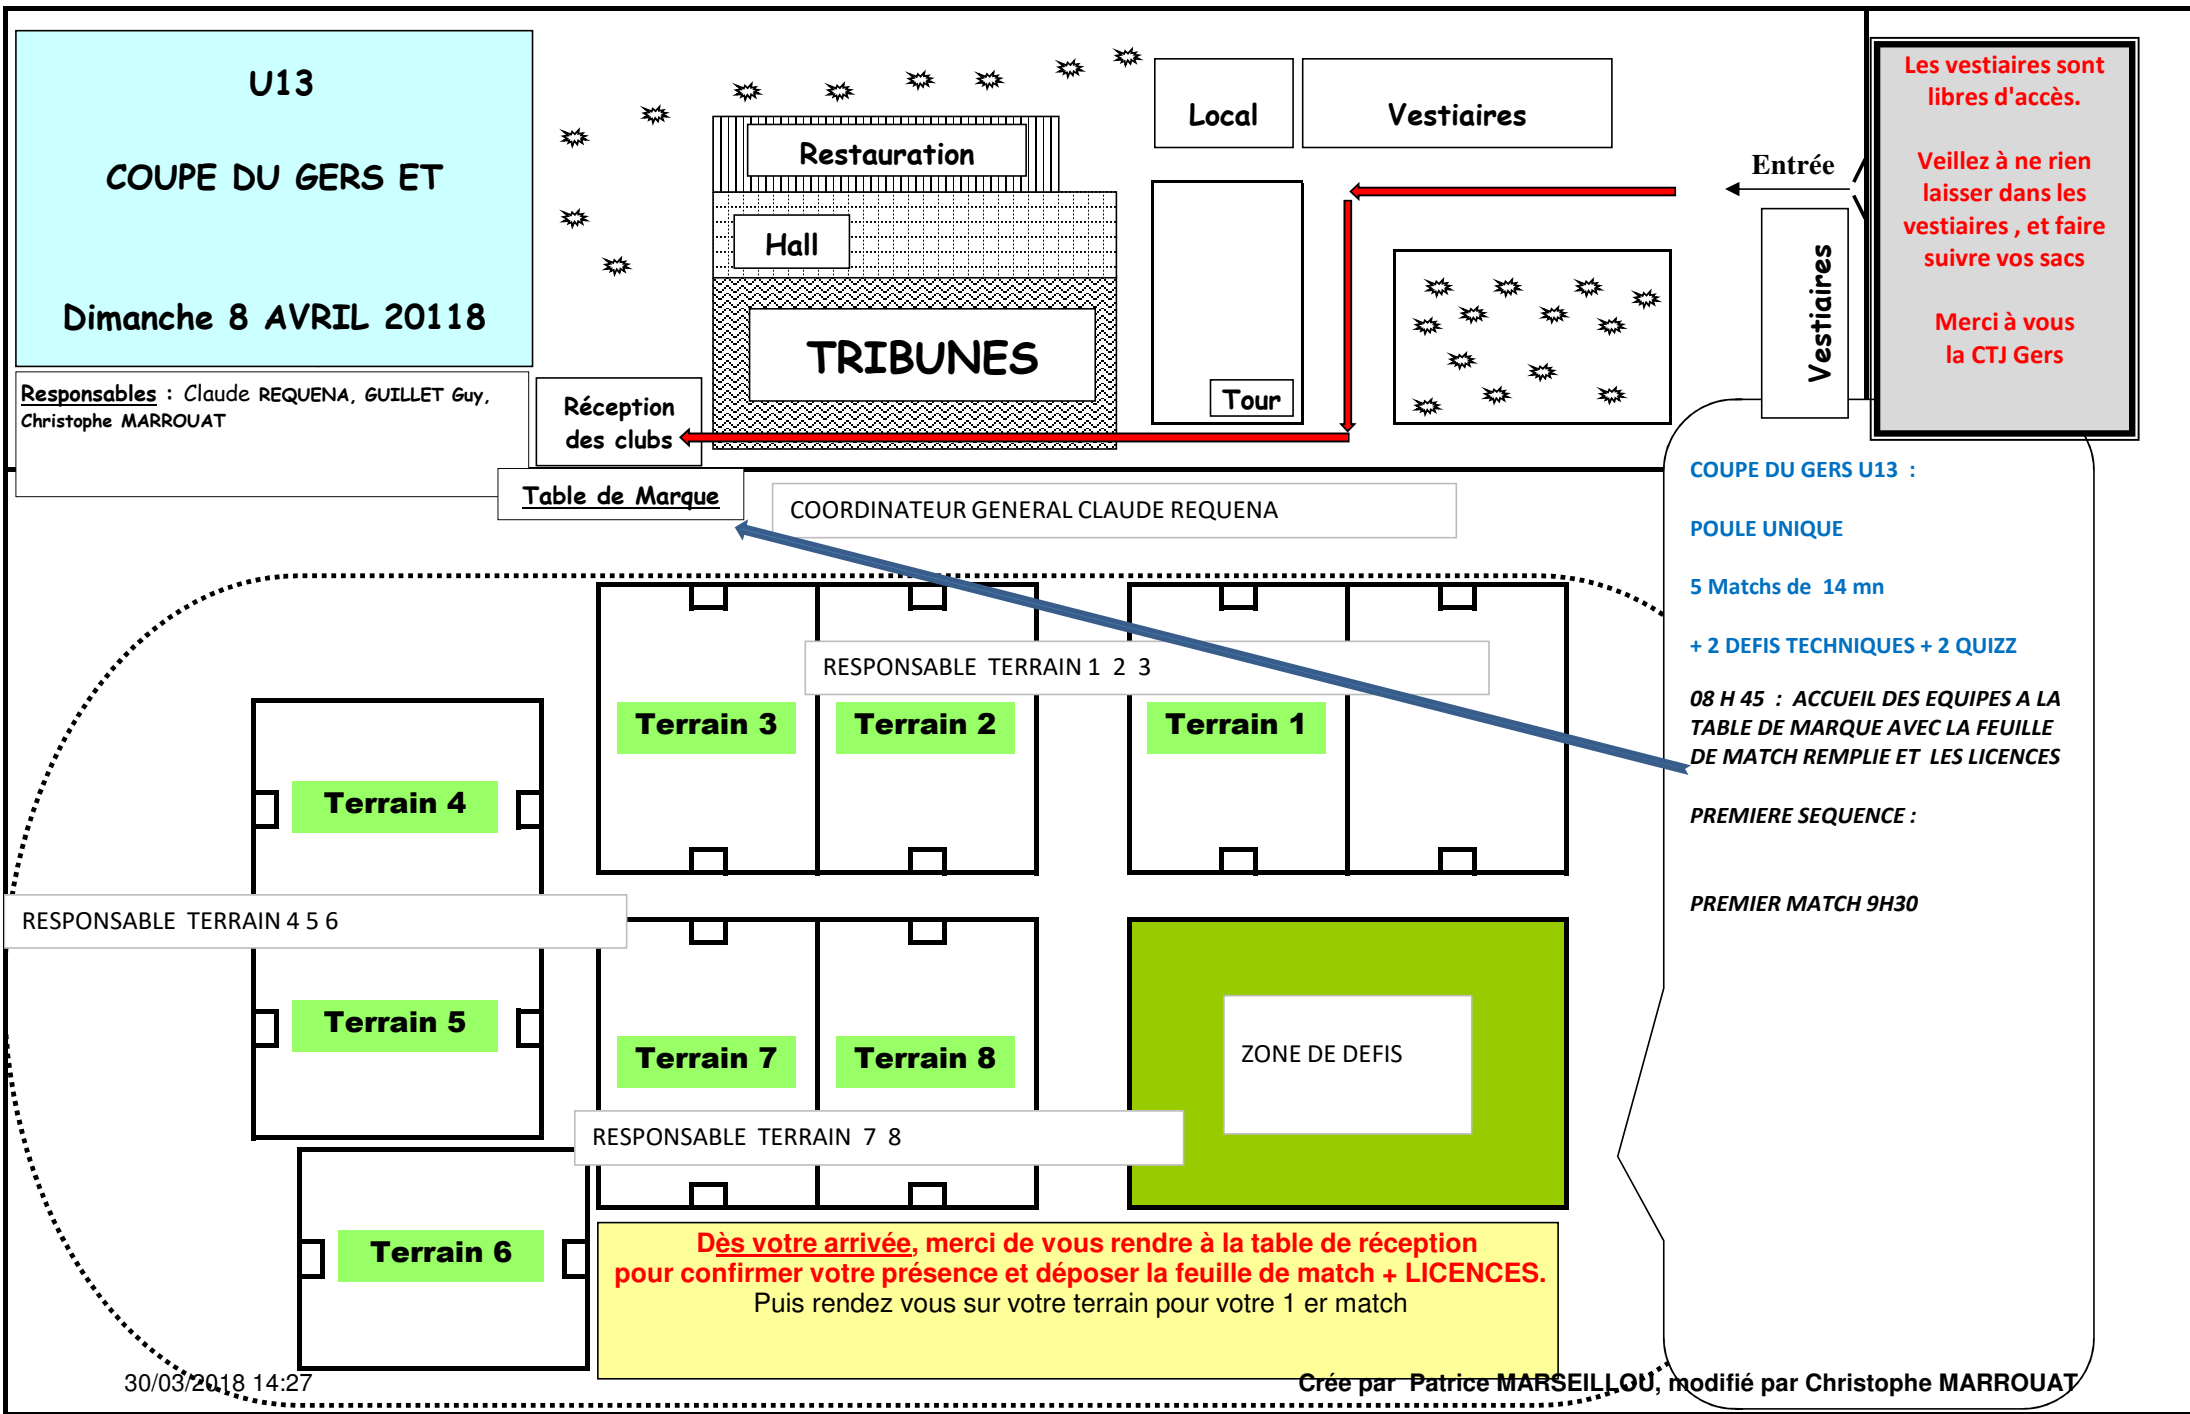 U13
COUPE DU GERS ET
Dimanche 8 AVRIL 20118
Responsables : Claude REQUENA, GUILLET Guy,
Christophe MARROUAT
Restauration
Hall
TRIBUNES
Réception
des clubs
Table de Marque
Local
Vestiaires
Tour
Entrée
Vestiaires
Les vestiaires sont
libres d'accès.
Veillez à ne rien
laisser dans les
vestiaires , et faire
suivre vos sacs
Merci à vous
la CTJ Gers
COORDINATEUR GENERAL CLAUDE REQUENA
COUPE DU GERS U13 :
POULE UNIQUE
5 Matchs de 14 mn
+ 2 DEFIS TECHNIQUES + 2 QUIZZ
08 H 45 : ACCUEIL DES EQUIPES A LA
TABLE DE MARQUE AVEC LA FEUILLE
DE MATCH REMPLIE ET LES LICENCES
PREMIERE SEQUENCE :
PREMIER MATCH 9H30
RESPONSABLE TERRAIN 1 2 3
Terrain 3
Terrain 2
Terrain 1
Terrain 4
RESPONSABLE TERRAIN 4 5 6
Terrain 5
Terrain 7
Terrain 8
ZONE DE DEFIS
RESPONSABLE TERRAIN 7 8
Terrain 6
Dès votre arrivée, merci de vous rendre à la table de réception
pour confirmer votre présence et déposer la feuille de match + LICENCES.
Puis rendez vous sur votre terrain pour votre 1 er match
30/03/2018 14:27
Crée par Patrice MARSEILLOU, modifié par Christophe MARROUAT